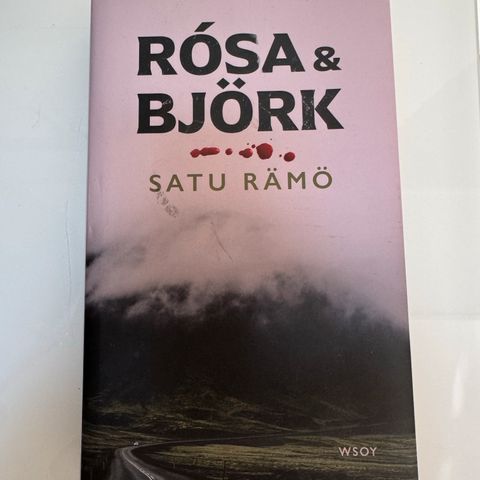 RÓSA &
BJÖRK
SATU RÄMÖ
WSOY